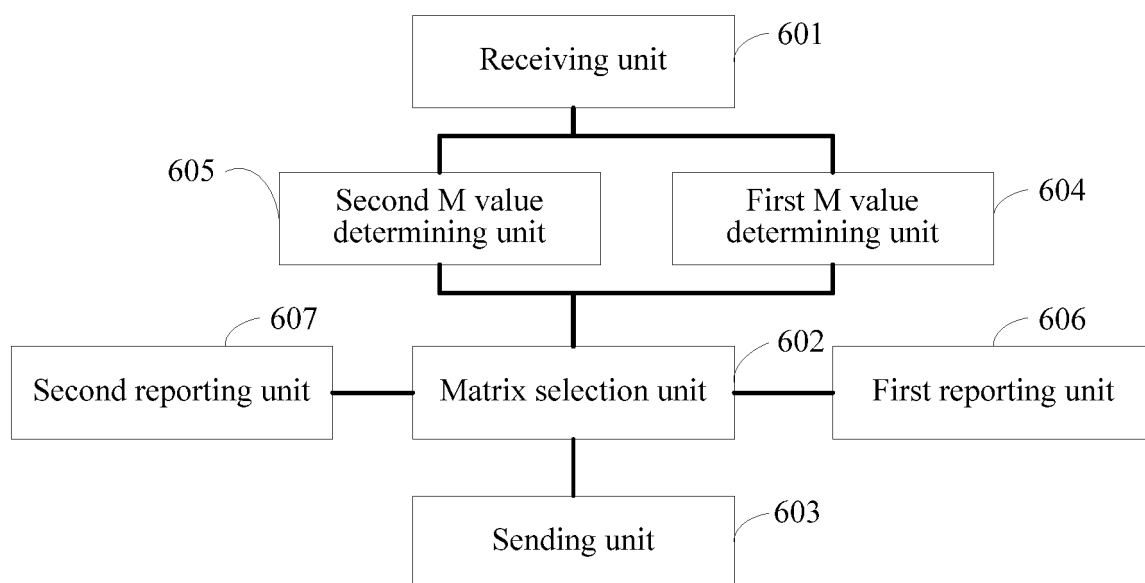 601
Receiving unit
605
Second M value
determining unit
First M value
determining unit
604
607
602
606
Second reporting unit
Matrix selection unit
First reporting unit
Sending unit
603